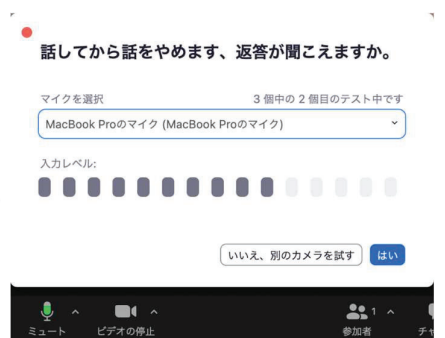 話してから話をやめます、返答が聞こえますか。
マイクを選択
3 個中の 2 個目のテスト中です
MacBook Proのマイク (MacBook Proのマイク)
入力レベル:
いいえ、別のカメラを試す
はい
1
ミュート
ビデオの停止
参加者